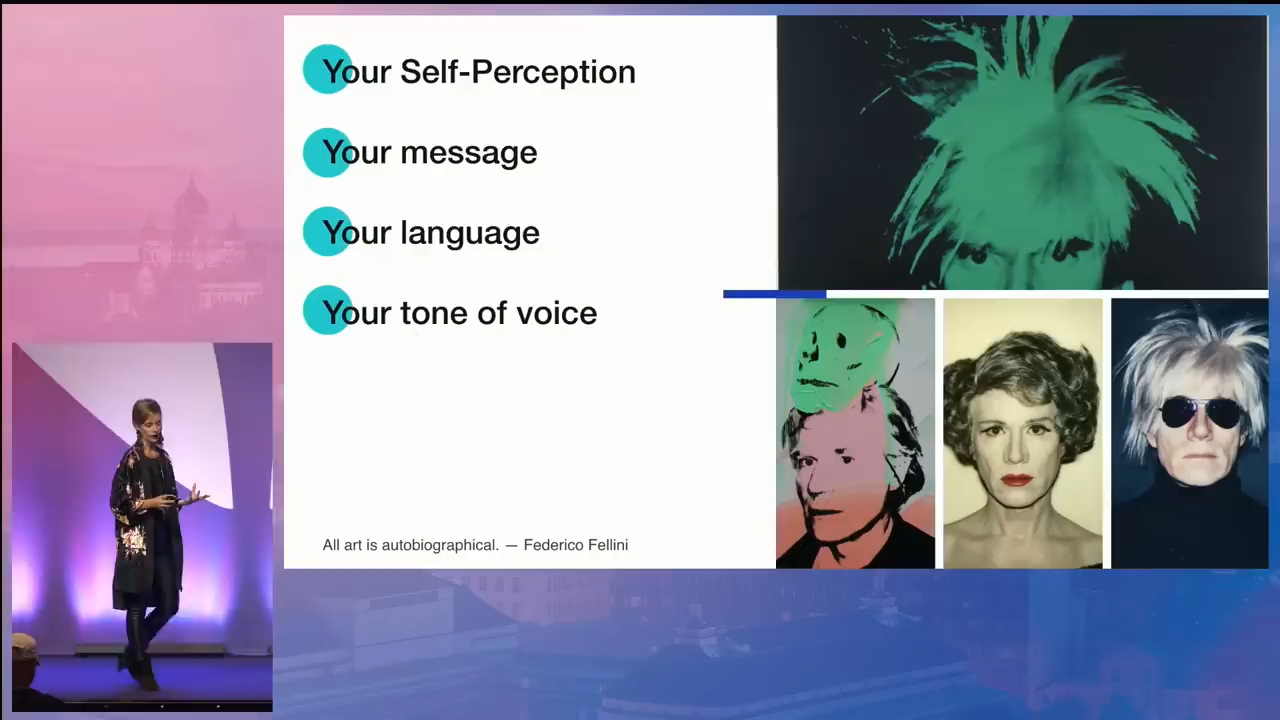 Your Self-Perception
Your message
Your language
Your tone of voice
All art is autobiographical. — Federico Fellini